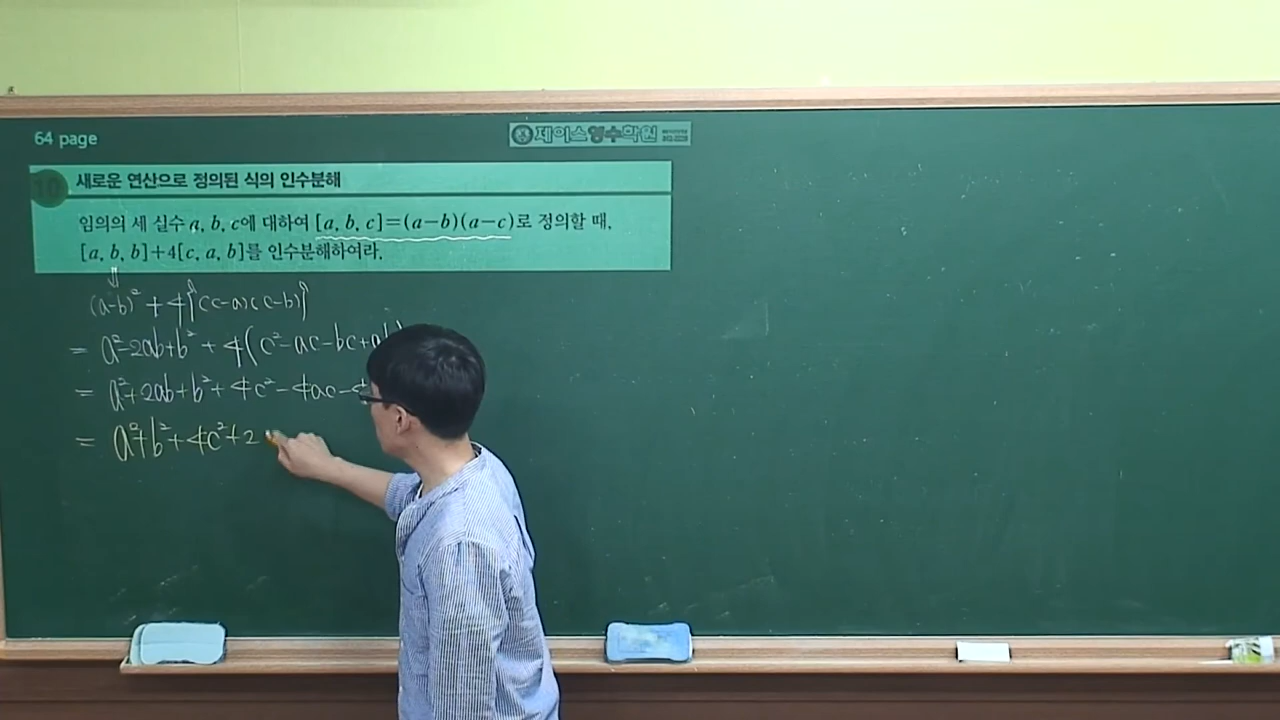 64 page
제이스영수학원
10 새로운 연산으로 정의된 식의 인수분해
임의의 세 실수 a, b, c에 대하여 [a, b, c]=(a-b)(a-c)로 정의할 때,
[a, b, b]+4[c, a, b]를 인수분해하여라.
(a-b)² + 4{(c-a)(c-b)}
= a²-2ab+b² + 4(c²-ac-bc+ab)
= a²+2ab+b²+4c²-4ac-4
= a²+b²+4c²+2